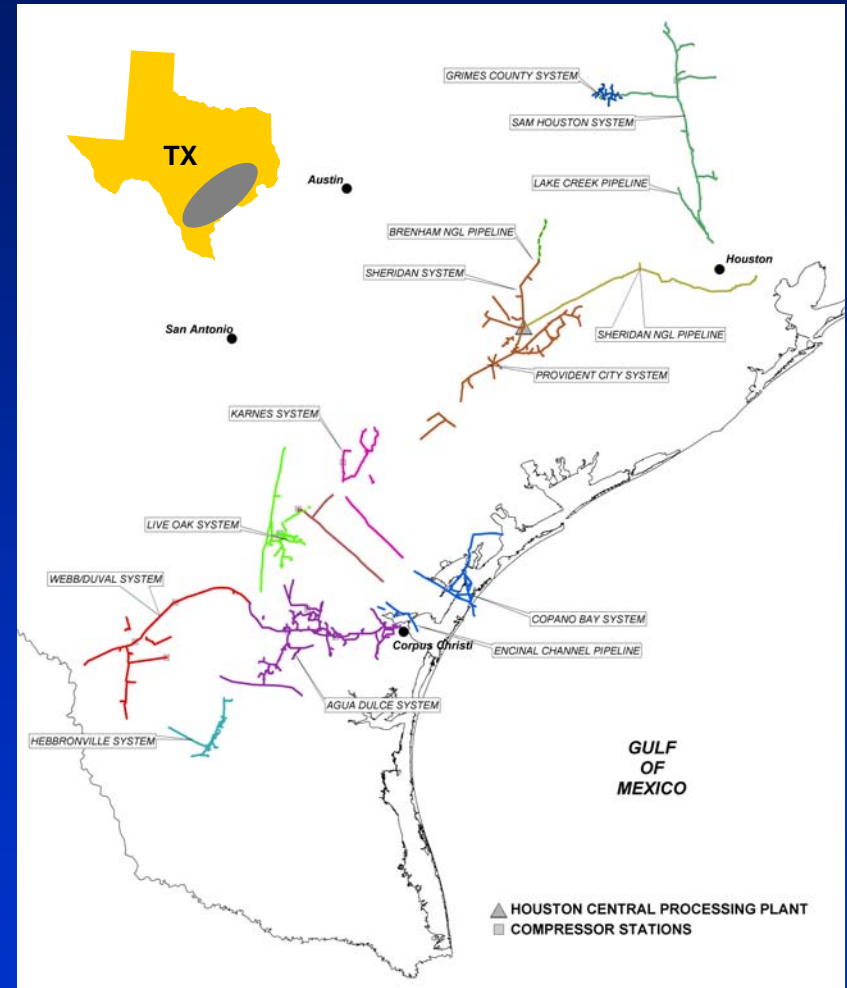 GRIMES COUNTY SYSTEM
SAM HOUSTON SYSTEM
TX
Austin
LAKE CREEK PIPELINE
BRENHAM NGL PIPELINE
Houston
SHERIDAN SYSTEM
San Antonio
SHERIDAN NGL PIPELINE
PROVIDENT CITY SYSTEM
KARNES SYSTEM
LIVE OAK SYSTEM
WEBB/DUVAL SYSTEM
COPANO BAY SYSTEM
Corpus Christi
ENCINAL CHANNEL PIPELINE
AGUA DULCE SYSTEM
HEBBRONVILLE SYSTEM
GULF
OF
MEXICO
HOUSTON CENTRAL PROCESSING PLANT
COMPRESSOR STATIONS